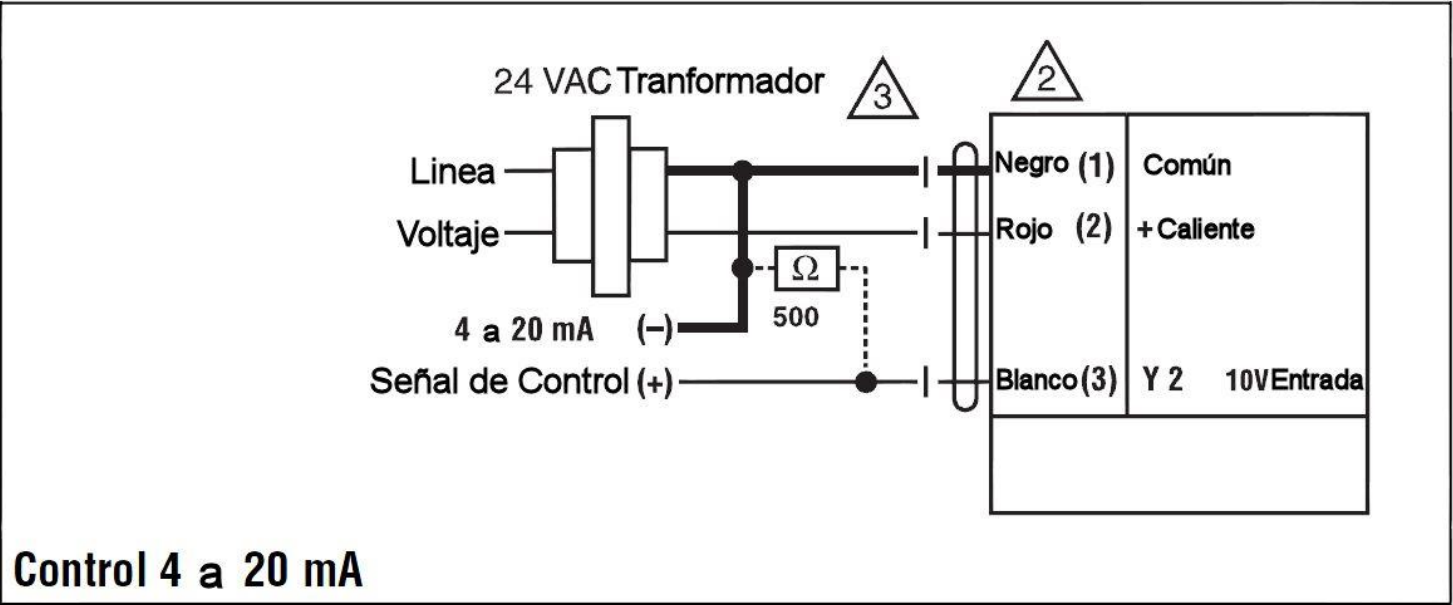 24 VAC Tranformador
3
2
Linea
Negro (1) Común
Voltaje
Rojo (2) + Caliente
Ω
500
4 a 20 mA (–)
Señal de Control (+)
Blanco (3) Y 2 10V Entrada
Control 4 a 20 mA